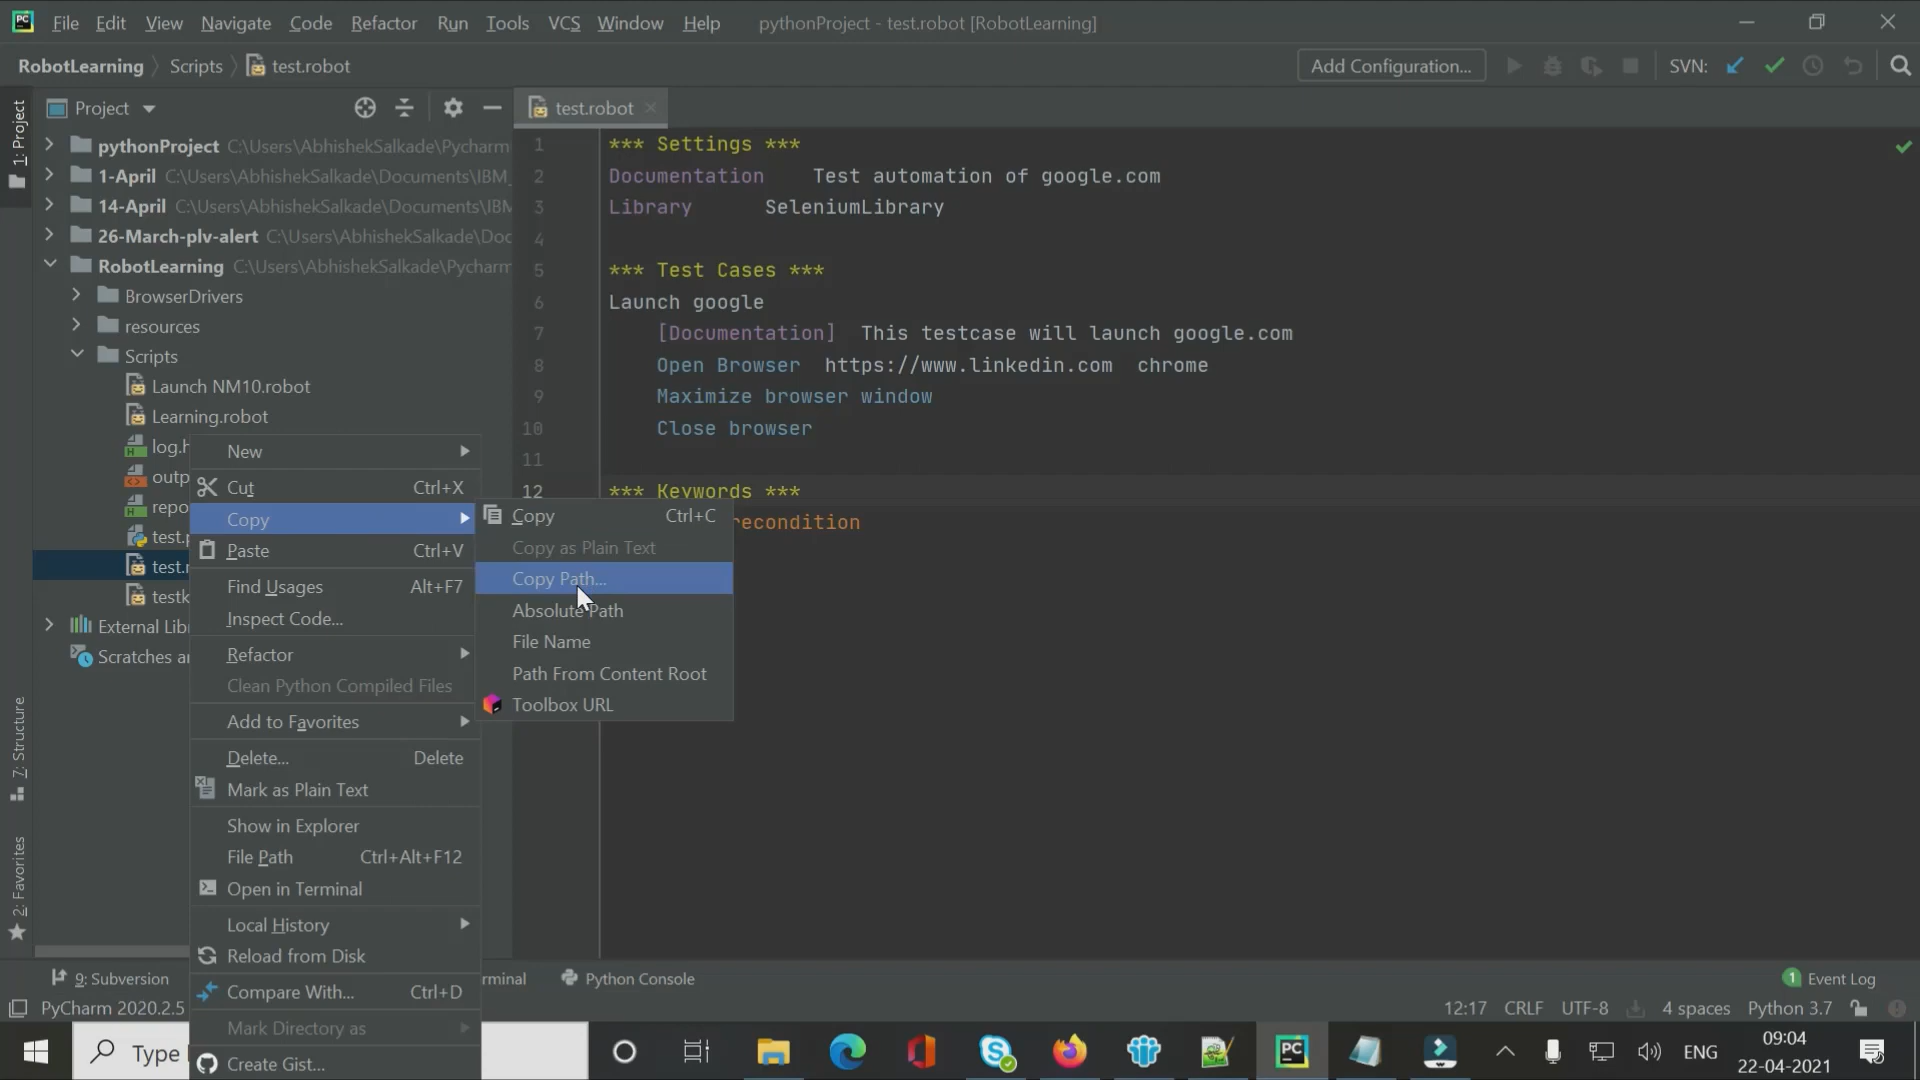 File Edit View Navigate Code Refactor Run Tools VCS Window Help pythonProject - test.robot [RobotLearning]
RobotLearning Scripts test.robot Add Configuration... SVN:
1: Project
Project
test.robot
pythonProject C:\Users\AbhishekSalkade\Pycharm
1-April C:\Users\AbhishekSalkade\Documents\IBM_
14-April C:\Users\AbhishekSalkade\Documents\IBM
26-March-plv-alert C:\Users\AbhishekSalkade\Doc
RobotLearning C:\Users\AbhishekSalkade\Pycharm
BrowserDrivers
resources
Scripts
Launch NM10.robot
Learning.robot
log.h
outp
repo
test.p
test.r
testk
External Lib
Scratches a
1 *** Settings ***
2 Documentation Test automation of google.com
3 Library SeleniumLibrary
4
5 *** Test Cases ***
6 Launch google
7 [Documentation] This testcase will launch google.com
8 Open Browser https://www.linkedin.com chrome
9 Maximize browser window
10 Close browser
11
12 *** Keywords ***
recondition
New
Cut Ctrl+X
Copy
Paste Ctrl+V
Find Usages Alt+F7
Inspect Code...
Refactor
Clean Python Compiled Files
Add to Favorites
Delete... Delete
Mark as Plain Text
Show in Explorer
File Path Ctrl+Alt+F12
Open in Terminal
Local History
Reload from Disk
Compare With... Ctrl+D
Mark Directory as
Create Gist...
Copy Ctrl+C
Copy as Plain Text
Copy Path...
Absolute Path
File Name
Path From Content Root
Toolbox URL
7: Structure
2: Favorites
9: Subversion rminal Python Console 1 Event Log
PyCharm 2020.2.5 12:17 CRLF UTF-8 4 spaces Python 3.7
Type ENG 09:04
22-04-2021